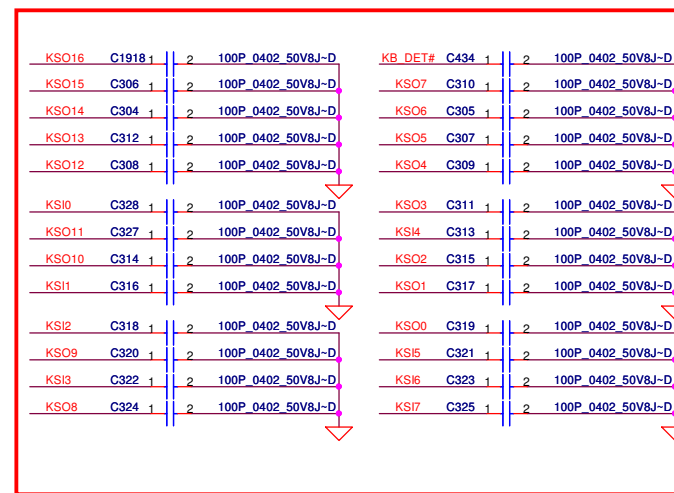 KSO16 C1918 1 2 100P_0402_50V8J~D KB_DET# C434 1 2 100P_0402_50V8J~D
KSO15 C306 1 2 100P_0402_50V8J~D KSO7 C310 1 2 100P_0402_50V8J~D
KSO14 C304 1 2 100P_0402_50V8J~D KSO6 C305 1 2 100P_0402_50V8J~D
KSO13 C312 1 2 100P_0402_50V8J~D KSO5 C307 1 2 100P_0402_50V8J~D
KSO12 C308 1 2 100P_0402_50V8J~D KSO4 C309 1 2 100P_0402_50V8J~D
KSI0 C328 1 2 100P_0402_50V8J~D KSO3 C311 1 2 100P_0402_50V8J~D
KSO11 C327 1 2 100P_0402_50V8J~D KSI4 C313 1 2 100P_0402_50V8J~D
KSO10 C314 1 2 100P_0402_50V8J~D KSO2 C315 1 2 100P_0402_50V8J~D
KSI1 C316 1 2 100P_0402_50V8J~D KSO1 C317 1 2 100P_0402_50V8J~D
KSI2 C318 1 2 100P_0402_50V8J~D KSO0 C319 1 2 100P_0402_50V8J~D
KSO9 C320 1 2 100P_0402_50V8J~D KSI5 C321 1 2 100P_0402_50V8J~D
KSI3 C322 1 2 100P_0402_50V8J~D KSI6 C323 1 2 100P_0402_50V8J~D
KSO8 C324 1 2 100P_0402_50V8J~D KSI7 C325 1 2 100P_0402_50V8J~D